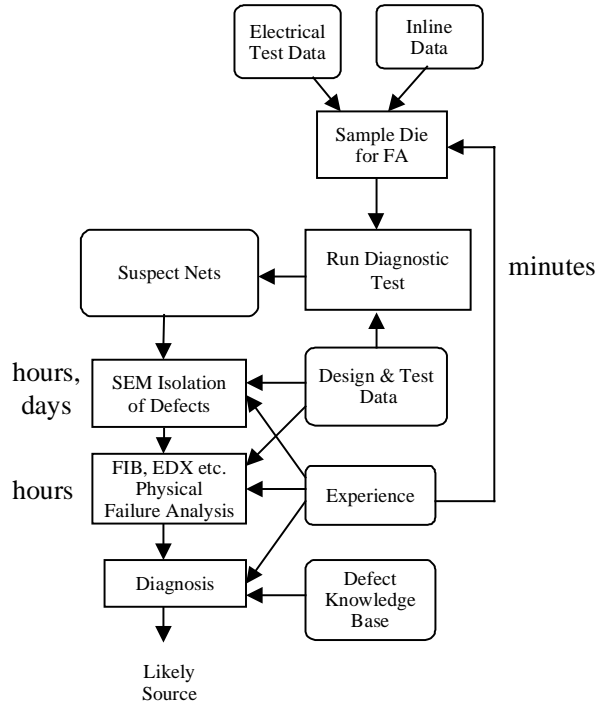 Electrical
Test Data
Inline
Data
Sample Die
for FA
Suspect Nets
Run Diagnostic
Test
minutes
hours,
days
SEM Isolation
of Defects
Design & Test
Data
hours
FIB, EDX etc.
Physical
Failure Analysis
Experience
Diagnosis
Defect
Knowledge
Base
Likely
Source